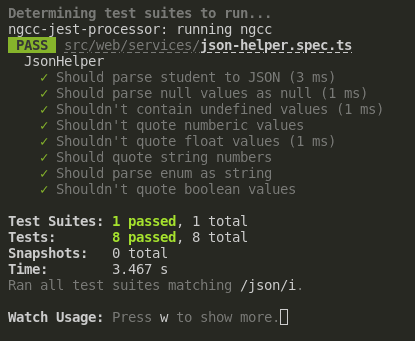 Determining test suites to run...
ngcc-jest-processor: running ngcc
PASS src/web/services/json-helper.spec.ts
JsonHelper
✓ Should parse student to JSON (3 ms)
✓ Should parse null values as null (1 ms)
✓ Shouldn't contain undefined values (1 ms)
✓ Shouldn't quote numberic values
✓ Shouldn't quote float values (1 ms)
✓ Should quote string numbers
✓ Should parse enum as string
✓ Shouldn't quote boolean values
Test Suites: 1 passed, 1 total
Tests: 8 passed, 8 total
Snapshots: 0 total
Time: 3.467 s
Ran all test suites matching /json/i.
Watch Usage: Press w to show more.